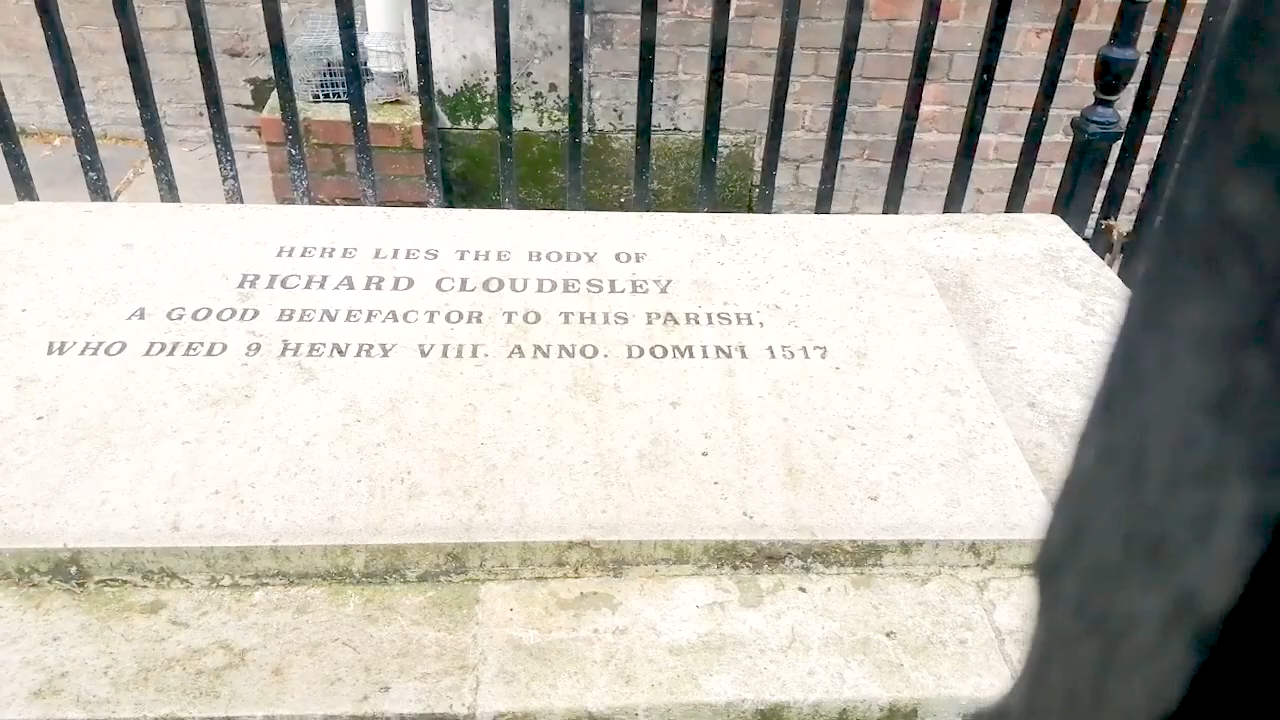 HERE LIES THE BODY OF
RICHARD CLOUDESLEY
A GOOD BENEFACTOR TO THIS PARISH,
WHO DIED 9 HENRY VIII. ANNO. DOMINI 1517